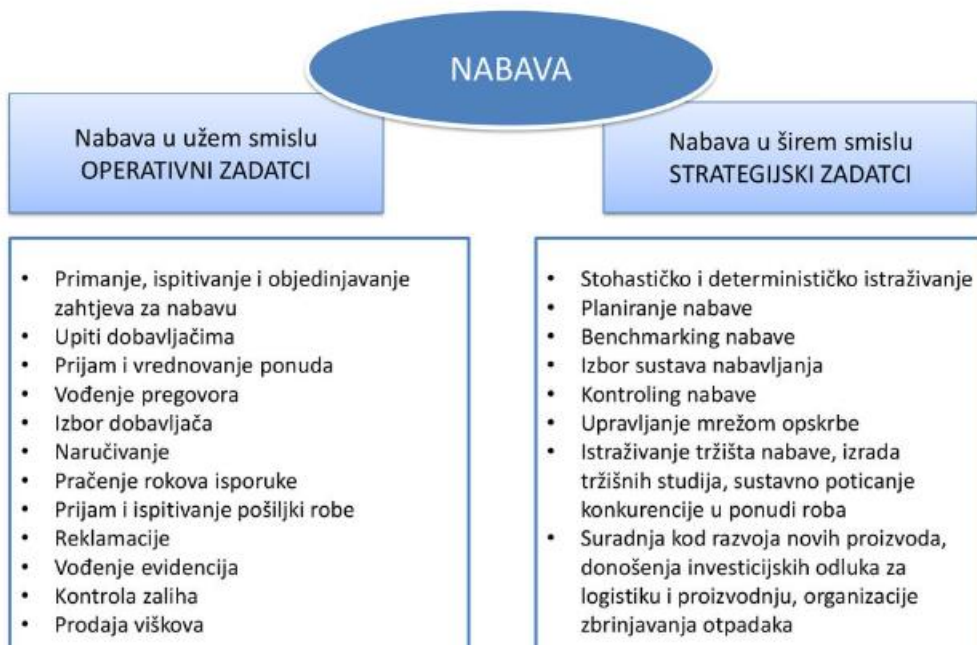 NABAVA
Nabava u užem smislu
OPERATIVNI ZADATCI
Nabava u širem smislu
STRATEGIJSKI ZADATCI
• Primanje, ispitivanje i objedinjavanje
zahtjeva za nabavu
• Upiti dobavljačima
• Prijam i vrednovanje ponuda
• Vođenje pregovora
• Izbor dobavljača
• Naručivanje
• Pračenje rokova isporuke
• Prijam i ispitivanje pošiljki robe
• Reklamacije
• Vođenje evidencija
• Kontrola zaliha
• Prodaja viškova
• Stohastičko i determinističko istraživanje
• Planiranje nabave
• Benchmarking nabave
• Izbor sustava nabavljanja
• Kontroling nabave
• Upravljanje mrežom opskrbe
• Istraživanje tržišta nabave, izrada
tržišnih studija, sustavno poticanje
konkurencije u ponudi roba
• Suradnja kod razvoja novih proizvoda,
donošenja investicijskih odluka za
logistiku i proizvodnju, organizacije
zbrinjavanja otpadaka